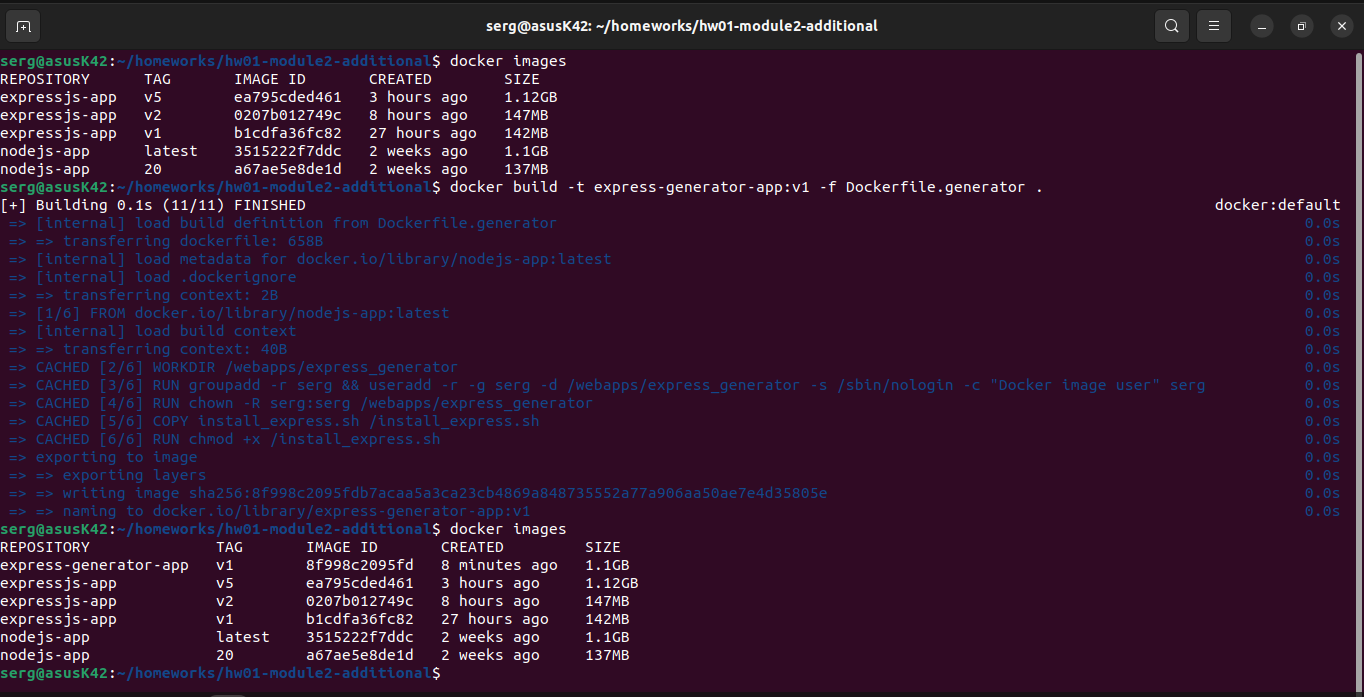 serg@asusK42: ~/homeworks/hw01-module2-additional
serg@asusK42:~/homeworks/hw01-module2-additional$ docker images
REPOSITORY      TAG       IMAGE ID       CREATED        SIZE
expressjs-app   v5        ea795cded461   3 hours ago    1.12GB
expressjs-app   v2        0207b012749c   8 hours ago    147MB
expressjs-app   v1        b1cdfa36fc82   27 hours ago   142MB
nodejs-app      latest    3515222f7ddc   2 weeks ago    1.1GB
nodejs-app      20        a67ae5e8de1d   2 weeks ago    137MB
serg@asusK42:~/homeworks/hw01-module2-additional$ docker build -t express-generator-app:v1 -f Dockerfile.generator .
[+] Building 0.1s (11/11) FINISHED docker:default
=> [internal] load build definition from Dockerfile.generator 0.0s
=> => transferring dockerfile: 658B 0.0s
=> [internal] load metadata for docker.io/library/nodejs-app:latest 0.0s
=> [internal] load .dockerignore 0.0s
=> => transferring context: 2B 0.0s
=> [1/6] FROM docker.io/library/nodejs-app:latest 0.0s
=> [internal] load build context 0.0s
=> => transferring context: 40B 0.0s
=> CACHED [2/6] WORKDIR /webapps/express_generator 0.0s
=> CACHED [3/6] RUN groupadd -r serg && useradd -r -g serg -d /webapps/express_generator -s /sbin/nologin -c "Docker image user" serg 0.0s
=> CACHED [4/6] RUN chown -R serg:serg /webapps/express_generator 0.0s
=> CACHED [5/6] COPY install_express.sh /install_express.sh 0.0s
=> CACHED [6/6] RUN chmod +x /install_express.sh 0.0s
=> exporting to image 0.0s
=> => exporting layers 0.0s
=> => writing image sha256:8f998c2095fdb7acaa5a3ca23cb4869a848735552a77a906aa50ae7e4d35805e 0.0s
=> => naming to docker.io/library/express-generator-app:v1 0.0s
serg@asusK42:~/homeworks/hw01-module2-additional$ docker images
REPOSITORY              TAG       IMAGE ID       CREATED         SIZE
express-generator-app   v1        8f998c2095fd   8 minutes ago   1.1GB
expressjs-app           v5        ea795cded461   3 hours ago     1.12GB
expressjs-app           v2        0207b012749c   8 hours ago     147MB
expressjs-app           v1        b1cdfa36fc82   27 hours ago    142MB
nodejs-app              latest    3515222f7ddc   2 weeks ago     1.1GB
nodejs-app              20        a67ae5e8de1d   2 weeks ago     137MB
serg@asusK42:~/homeworks/hw01-module2-additional$